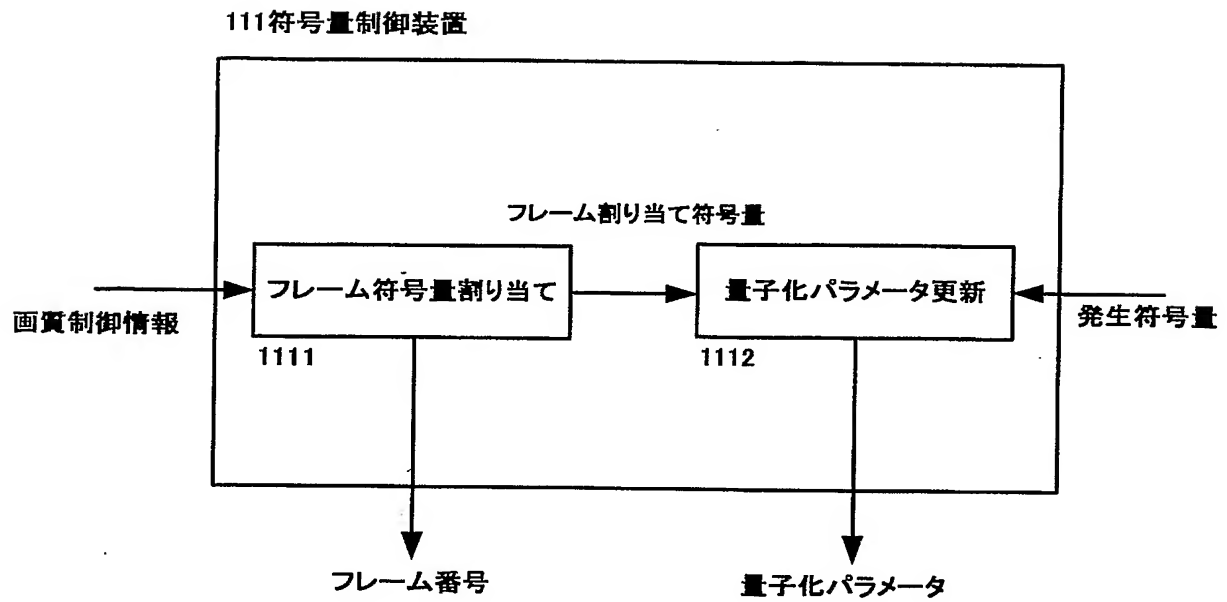 111符号量制御装置
フレーム割り当て符号量
フレーム符号量割り当て
量子化パラメータ更新
画質制御情報
発生符号量
1111
1112
フレーム番号
量子化パラメータ